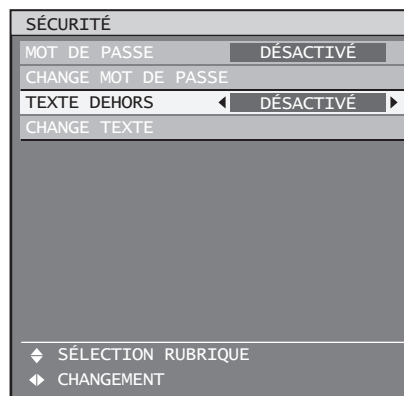 SÉCURITÉ
MOT DE PASSE DÉSACTIVÉ
CHANGE MOT DE PASSE
TEXTE DEHORS DÉSACTIVÉ
CHANGE TEXTE
SÉLECTION RUBRIQUE
CHANGEMENT